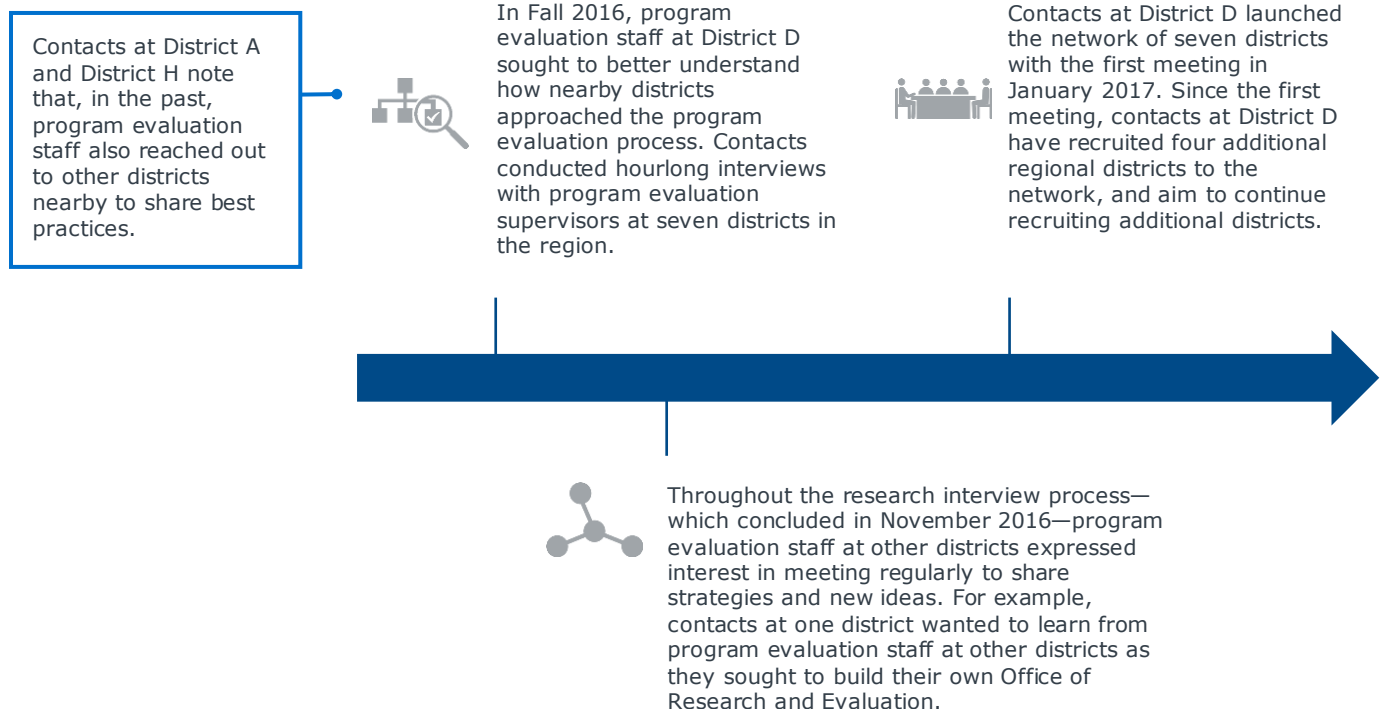 Contacts at District A
and District H note
that, in the past,
program evaluation
staff also reached out
to other districts
nearby to share best
practices.
In Fall 2016, program
evaluation staff at District D
sought to better understand
how nearby districts
approached the program
evaluation process. Contacts
conducted hourlong interviews
with program evaluation
supervisors at seven districts in
the region.
Contacts at District D launched
the network of seven districts
with the first meeting in
January 2017. Since the first
meeting, contacts at District D
have recruited four additional
regional districts to the
network, and aim to continue
recruiting additional districts.
Throughout the research interview process—
which concluded in November 2016—program
evaluation staff at other districts expressed
interest in meeting regularly to share
strategies and new ideas. For example,
contacts at one district wanted to learn from
program evaluation staff at other districts as
they sought to build their own Office of
Research and Evaluation.